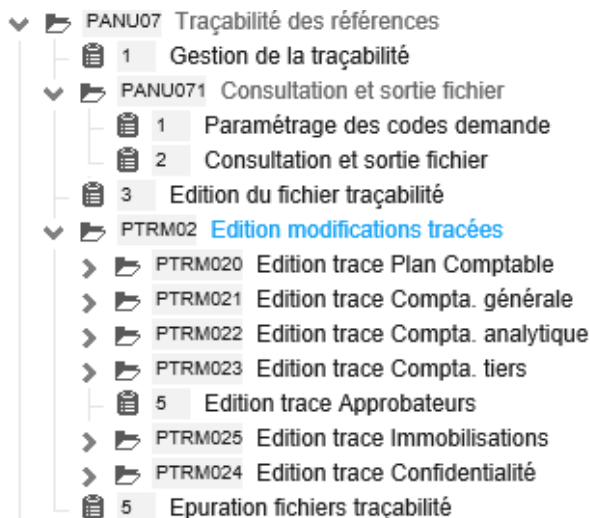 PANU07 Traçabilité des références
1 Gestion de la traçabilité
PANU071 Consultation et sortie fichier
1 Paramétrage des codes demande
2 Consultation et sortie fichier
3 Edition du fichier traçabilité
PTRM02 Edition modifications tracées
PTRM020 Edition trace Plan Comptable
PTRM021 Edition trace Compta. générale
PTRM022 Edition trace Compta. analytique
PTRM023 Edition trace Compta. tiers
5 Edition trace Approbateurs
PTRM025 Edition trace Immobilisations
PTRM024 Edition trace Confidentialité
5 Epuration fichiers traçabilité